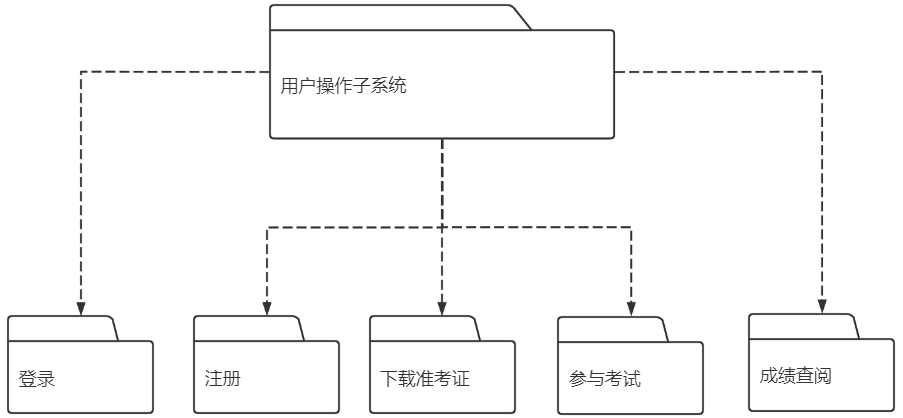 用户操作子系统
登录
注册
下载准考证
参与考试
成绩查阅